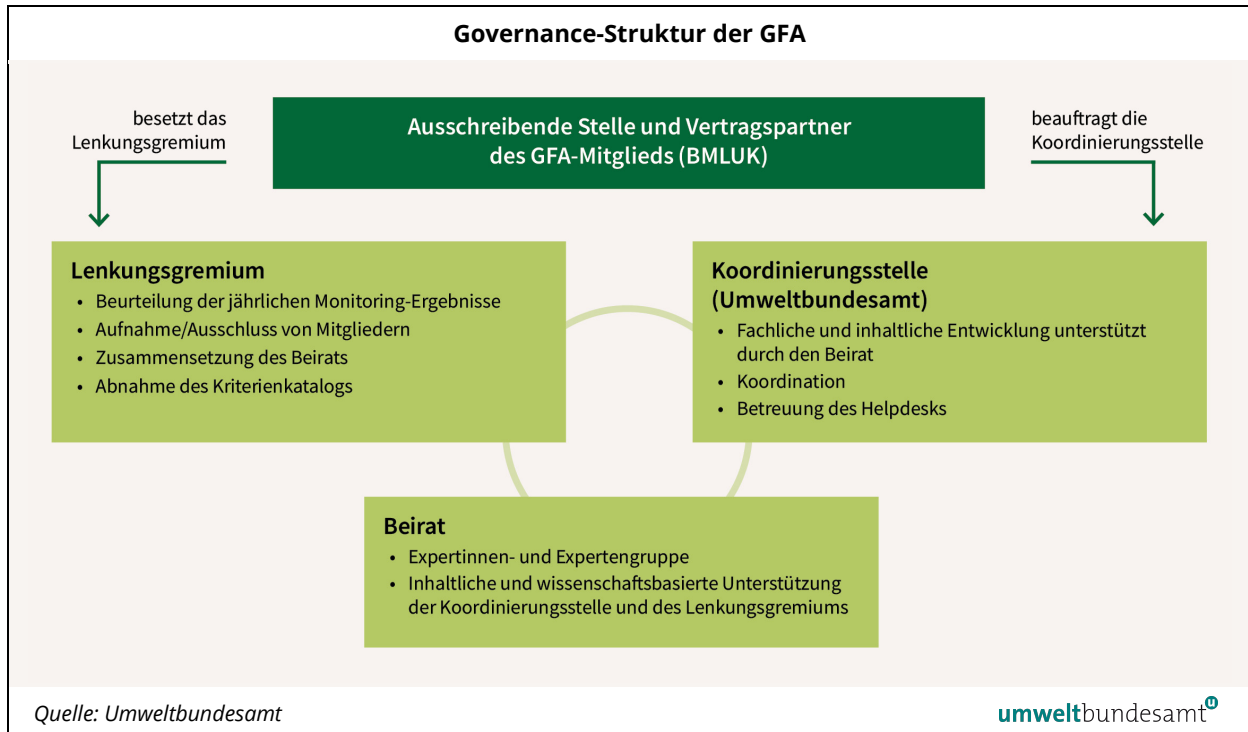 Governance-Struktur der GFA
besetzt das
Lenkungsgremium
Ausschreibende Stelle und Vertragspartner
des GFA-Mitglieds (BMLUK)
beauftragt die
Koordinierungsstelle
Lenkungsgremium
• Beurteilung der jährlichen Monitoring-Ergebnisse
• Aufnahme/Ausschluss von Mitgliedern
• Zusammensetzung des Beirats
• Abnahme des Kriterienkatalogs
Koordinierungsstelle
(Umweltbundesamt)
• Fachliche und inhaltliche Entwicklung unterstützt
durch den Beirat
• Koordination
• Betreuung des Helpdesks
Beirat
• Expertinnen- und Expertengruppe
• Inhaltliche und wissenschaftsbasierte Unterstützung
der Koordinierungsstelle und des Lenkungsgremiums
Quelle: Umweltbundesamt
umweltbundesamt u